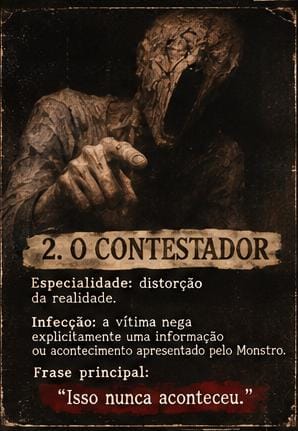 2. O CONTESTADOR
Especialidade: distorção
da realidade.
Infecção: a vítima nega
explicitamente uma informação
ou acontecimento apresentado pelo Monstro.
Frase principal:
“Isso nunca aconteceu.”